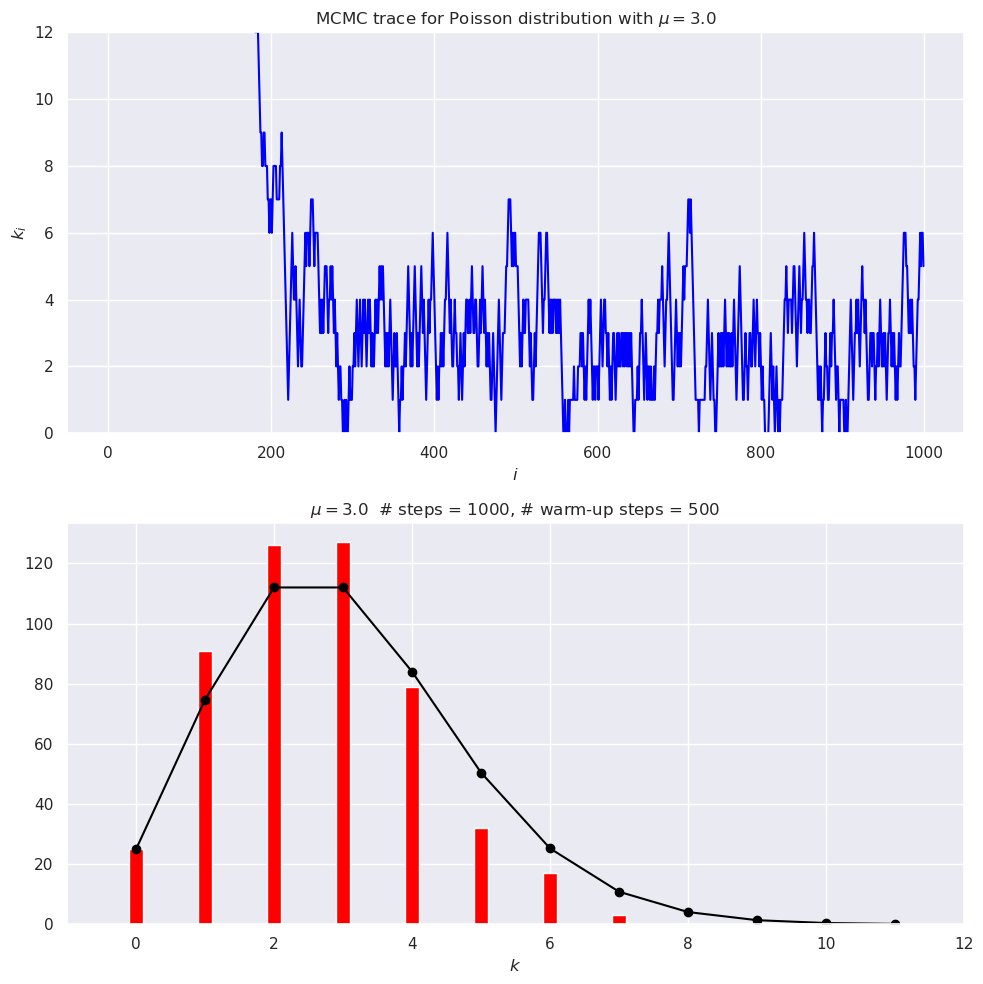 MCMC trace for Poisson distribution with μ = 3.0
12
10
8
6
4
2
0
k_i
0 200 400 600 800 1000
i
μ = 3.0 # steps = 1000, # warm-up steps = 500
120
100
80
60
40
20
0
0 2 4 6 8 10 12
k